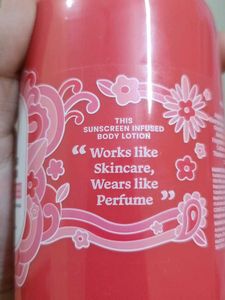 THIS
SUNSCREEN INFUSED
BODY LOTION
“ Works like
Skincare,
Wears like
Perfume ”